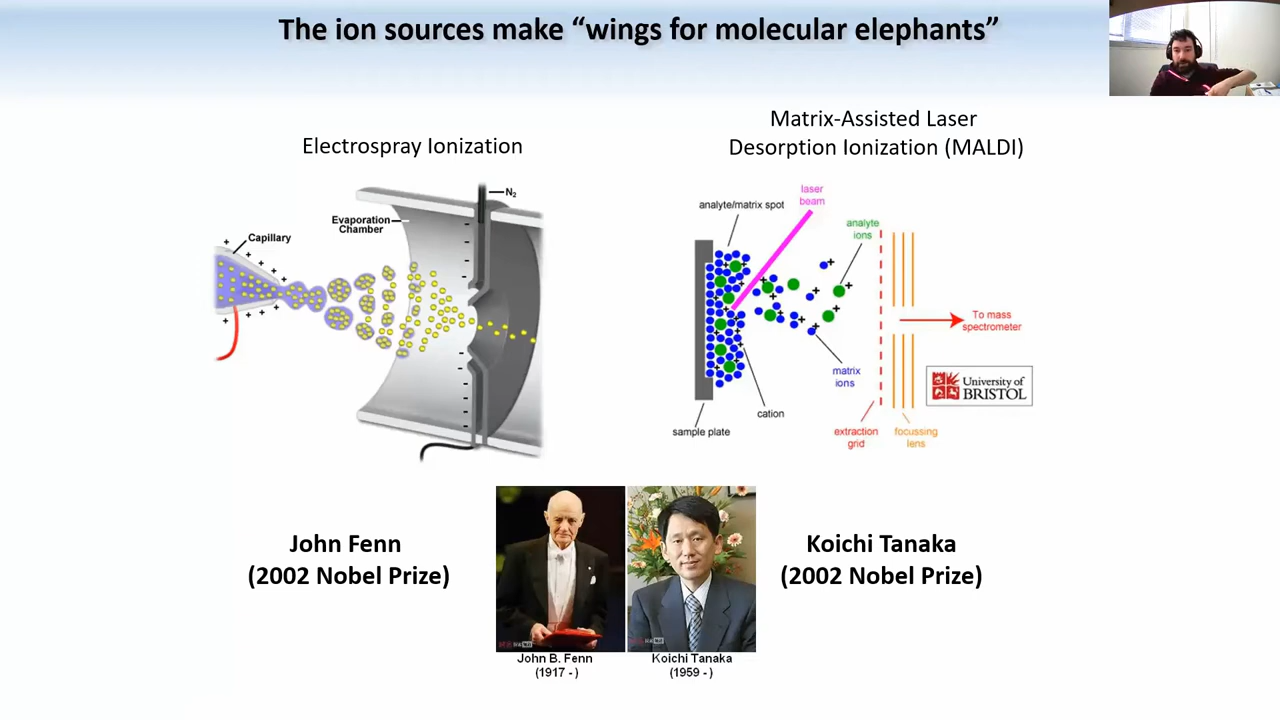 The ion sources make “wings for molecular elephants”
Electrospray Ionization
Matrix-Assisted Laser
Desorption Ionization (MALDI)
N₂
Evaporation
Chamber
Capillary
laser
beam
analyte/matrix spot
analyte
ions
To mass
spectrometer
matrix
ions
University of
BRISTOL
cation
sample plate
extraction
grid
focussing
lens
John Fenn
(2002 Nobel Prize)
Koichi Tanaka
(2002 Nobel Prize)
John B. Fenn
(1917 - )
Koichi Tanaka
(1959 - )